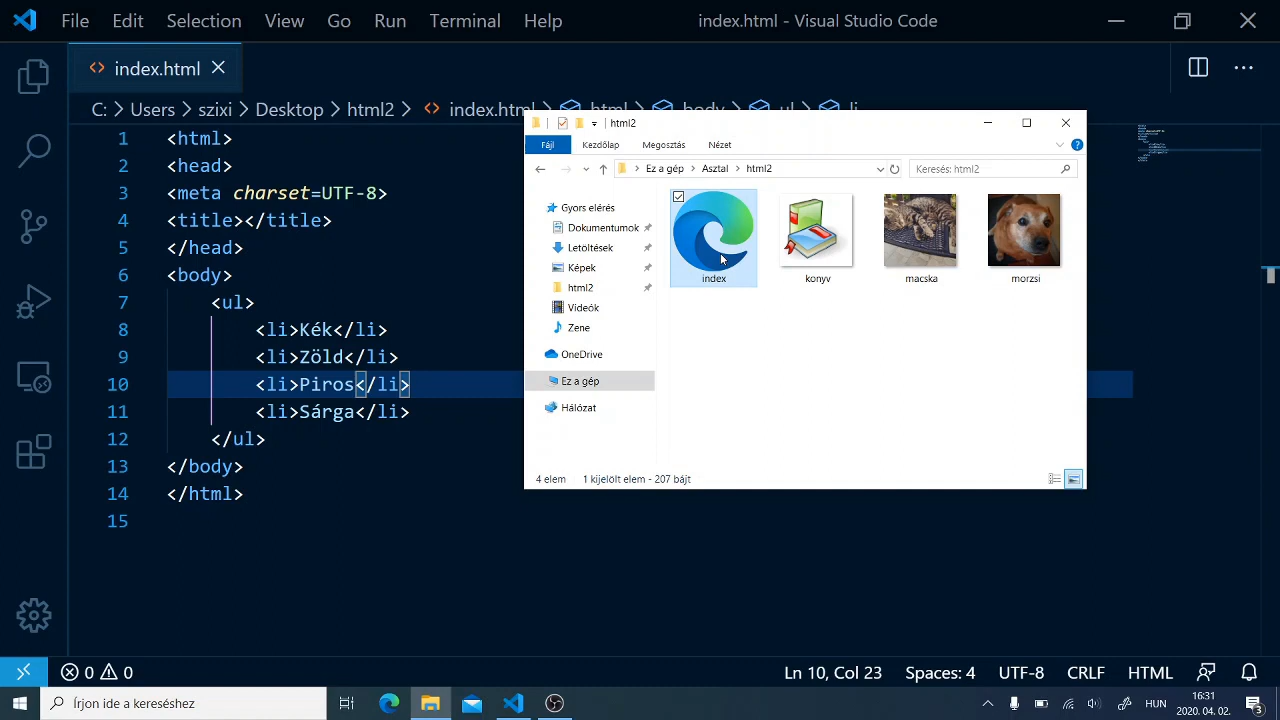 File Edit Selection View Go Run Terminal Help index.html - Visual Studio Code
index.html
C: > Users > szixi > Desktop > html2 > index.html > html > body > ul > li
1 <html>
2 <head>
3 <meta charset=UTF-8>
4 <title></title>
5 </head>
6 <body>
7 <ul>
8 <li>Kék</li>
9 <li>Zöld</li>
10 <li>Piros</li>
11 <li>Sárga</li>
12 </ul>
13 </body>
14 </html>
15
html2
Fájl Kezdőlap Megosztás Nézet
Ez a gép > Asztal > html2 Keresés: html2
Gyors elérés
Dokumentumok
Letöltések
Képek
html2
Videók
Zene
OneDrive
Ez a gép
Hálózat
index konyv macska morzsi
4 elem 1 kijelölt elem - 207 bájt
0 0 Ln 10, Col 23 Spaces: 4 UTF-8 CRLF HTML
Írjon ide a kereséshez
HUN
16:31
2020. 04. 02.
3